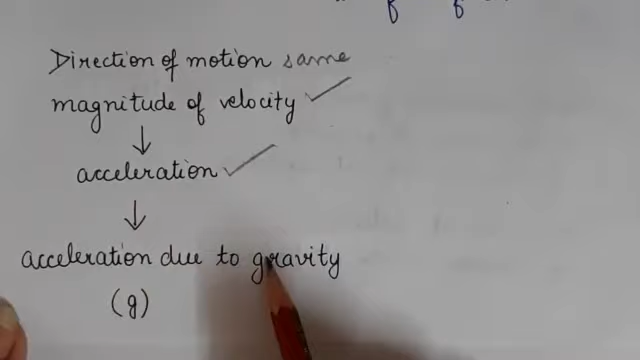 Direction of motion same
magnitude of velocity ✓
↓
acceleration ✓
↓
acceleration due to gravity
(g)